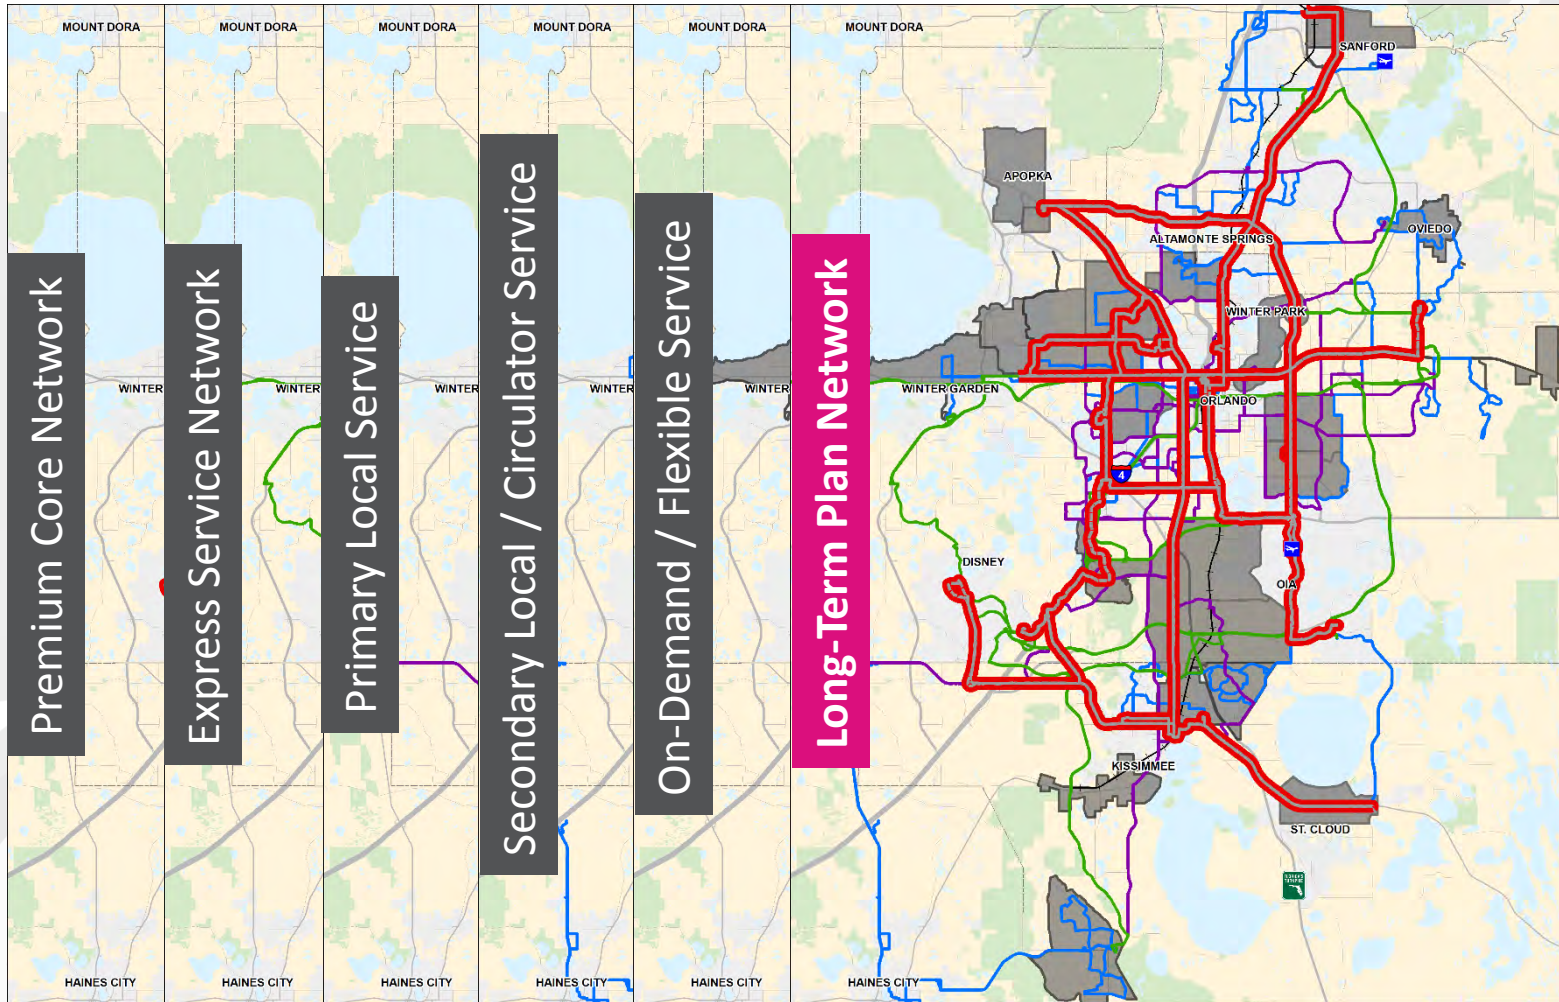 MOUNT DORA
MOUNT DORA
MOUNT DORA
MOUNT DORA
MOUNT DORA
MOUNT DORA
Premium Core Network
Express Service Network
Primary Local Service
Secondary Local / Circulator Service
On-Demand / Flexible Service
Long-Term Plan Network
WINTER
WINTER
WINTER
WINTER
WINTER
WINTER GARDEN
SANFORD
APOPKA
OVIEDO
ALTAMONTE SPRINGS
WINTER PARK
ORLANDO
4
DISNEY
OIA
KISSIMMEE
ST. CLOUD
HAINES CITY
HAINES CITY
HAINES CITY
HAINES CITY
HAINES CITY
HAINES CITY